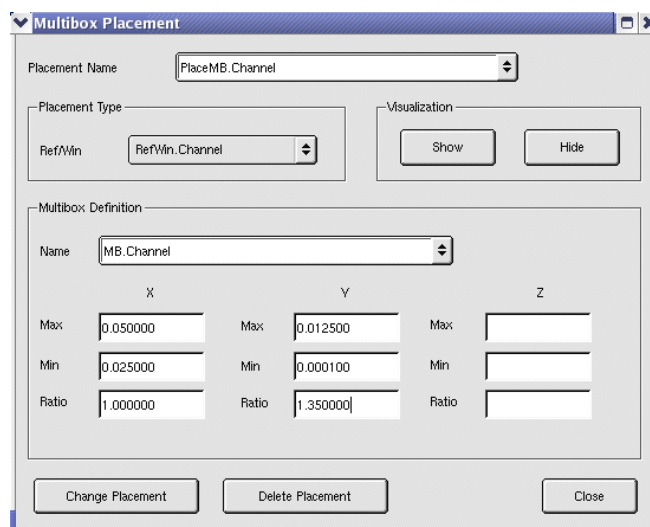 Multibox Placement
Placement Name PlaceMB.Channel
Placement Type
Visualization
Ref/Win RefWin.Channel
Show Hide
Multibox Definition
Name MB.Channel
X Y Z
Max 0.050000 Max 0.012500 Max
Min 0.025000 Min 0.000100 Min
Ratio 1.000000 Ratio 1.350000 Ratio
Change Placement Delete Placement Close